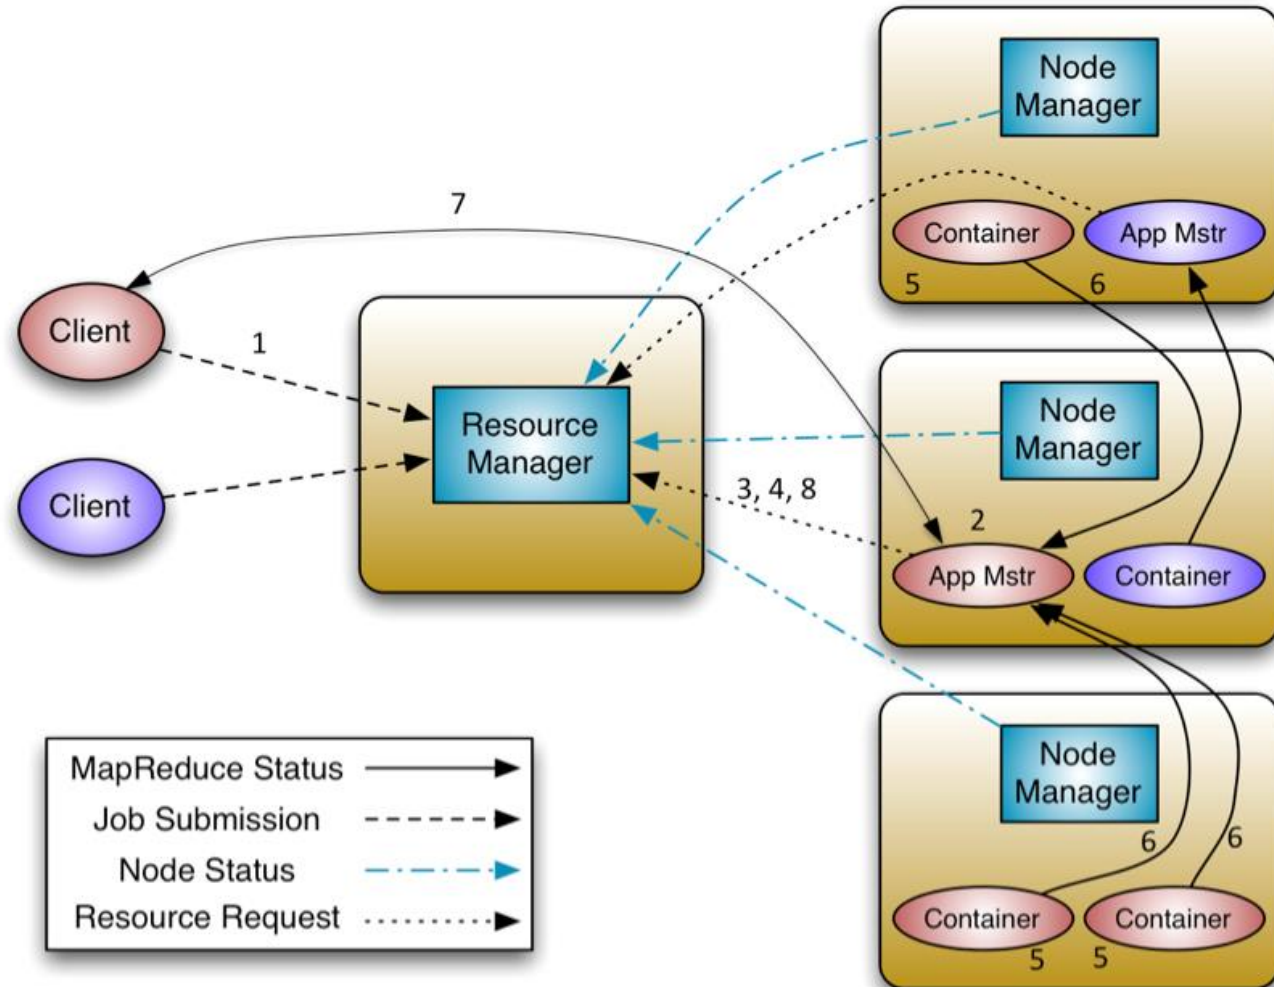 Node
Manager
Container
App Mstr
5
6
7
Client
1
Client
Resource
Manager
3, 4, 8
Node
Manager
2
App Mstr
Container
Node
Manager
6
6
Container
Container
5
5
MapReduce Status
Job Submission
Node Status
Resource Request